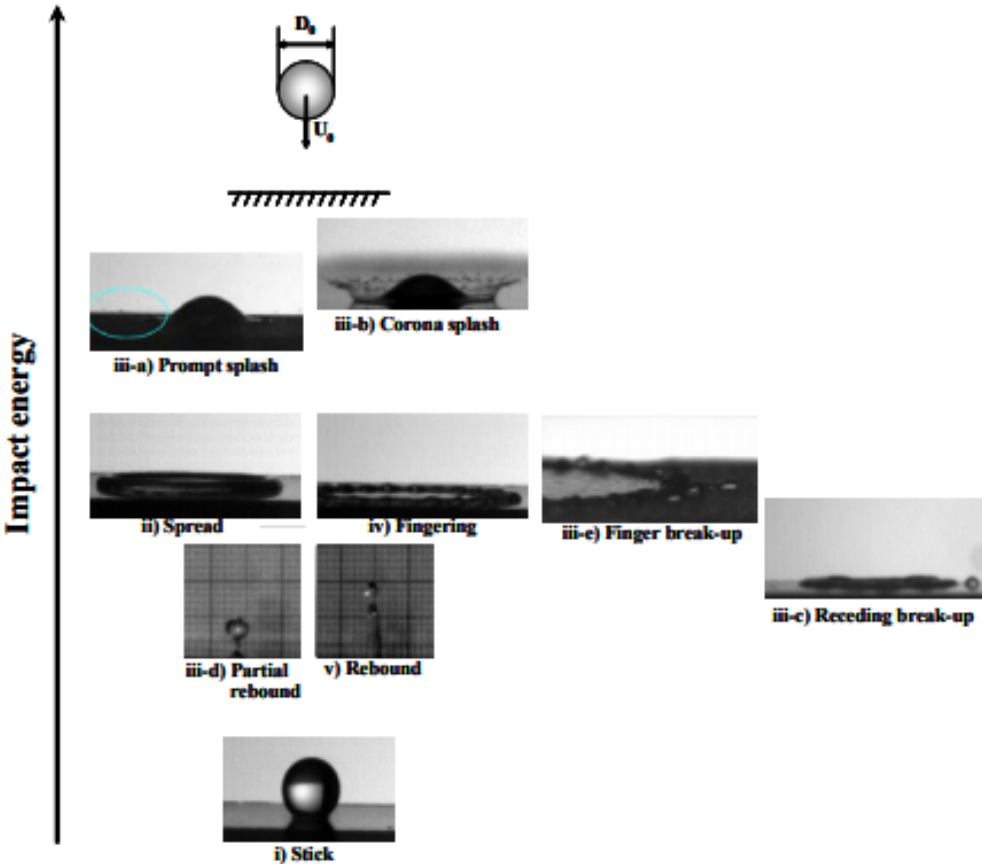 D₀
U₀
Impact energy
iii-b) Corona splash
iii-a) Prompt splash
ii) Spread
iv) Fingering
iii-e) Finger break-up
iii-c) Receding break-up
iii-d) Partial
rebound
v) Rebound
i) Stick